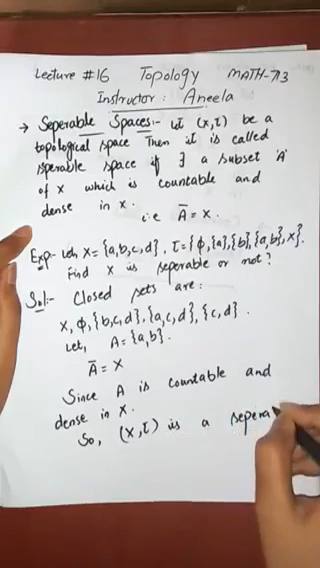 Lecture #16 Topology MATH-713
Instructor: Aneela
→ Seperable Spaces:- Let (X,τ) be a
topological space Then it is called
seperable space if ∃ a subset 'A'
of X which is countable and
dense in X.
i.e Ā = X.
Exp:- Let X = {a,b,c,d}, τ = {φ,{a},{b},{a,b},X}.
Find X is seperable or not?
Sol:- Closed sets are:
X, φ, {b,c,d}, {a,c,d}, {c,d}.
Let, A = {a,b}.
Ā = X
Since A is countable and
dense in X.
So, (X,τ) is a sepera